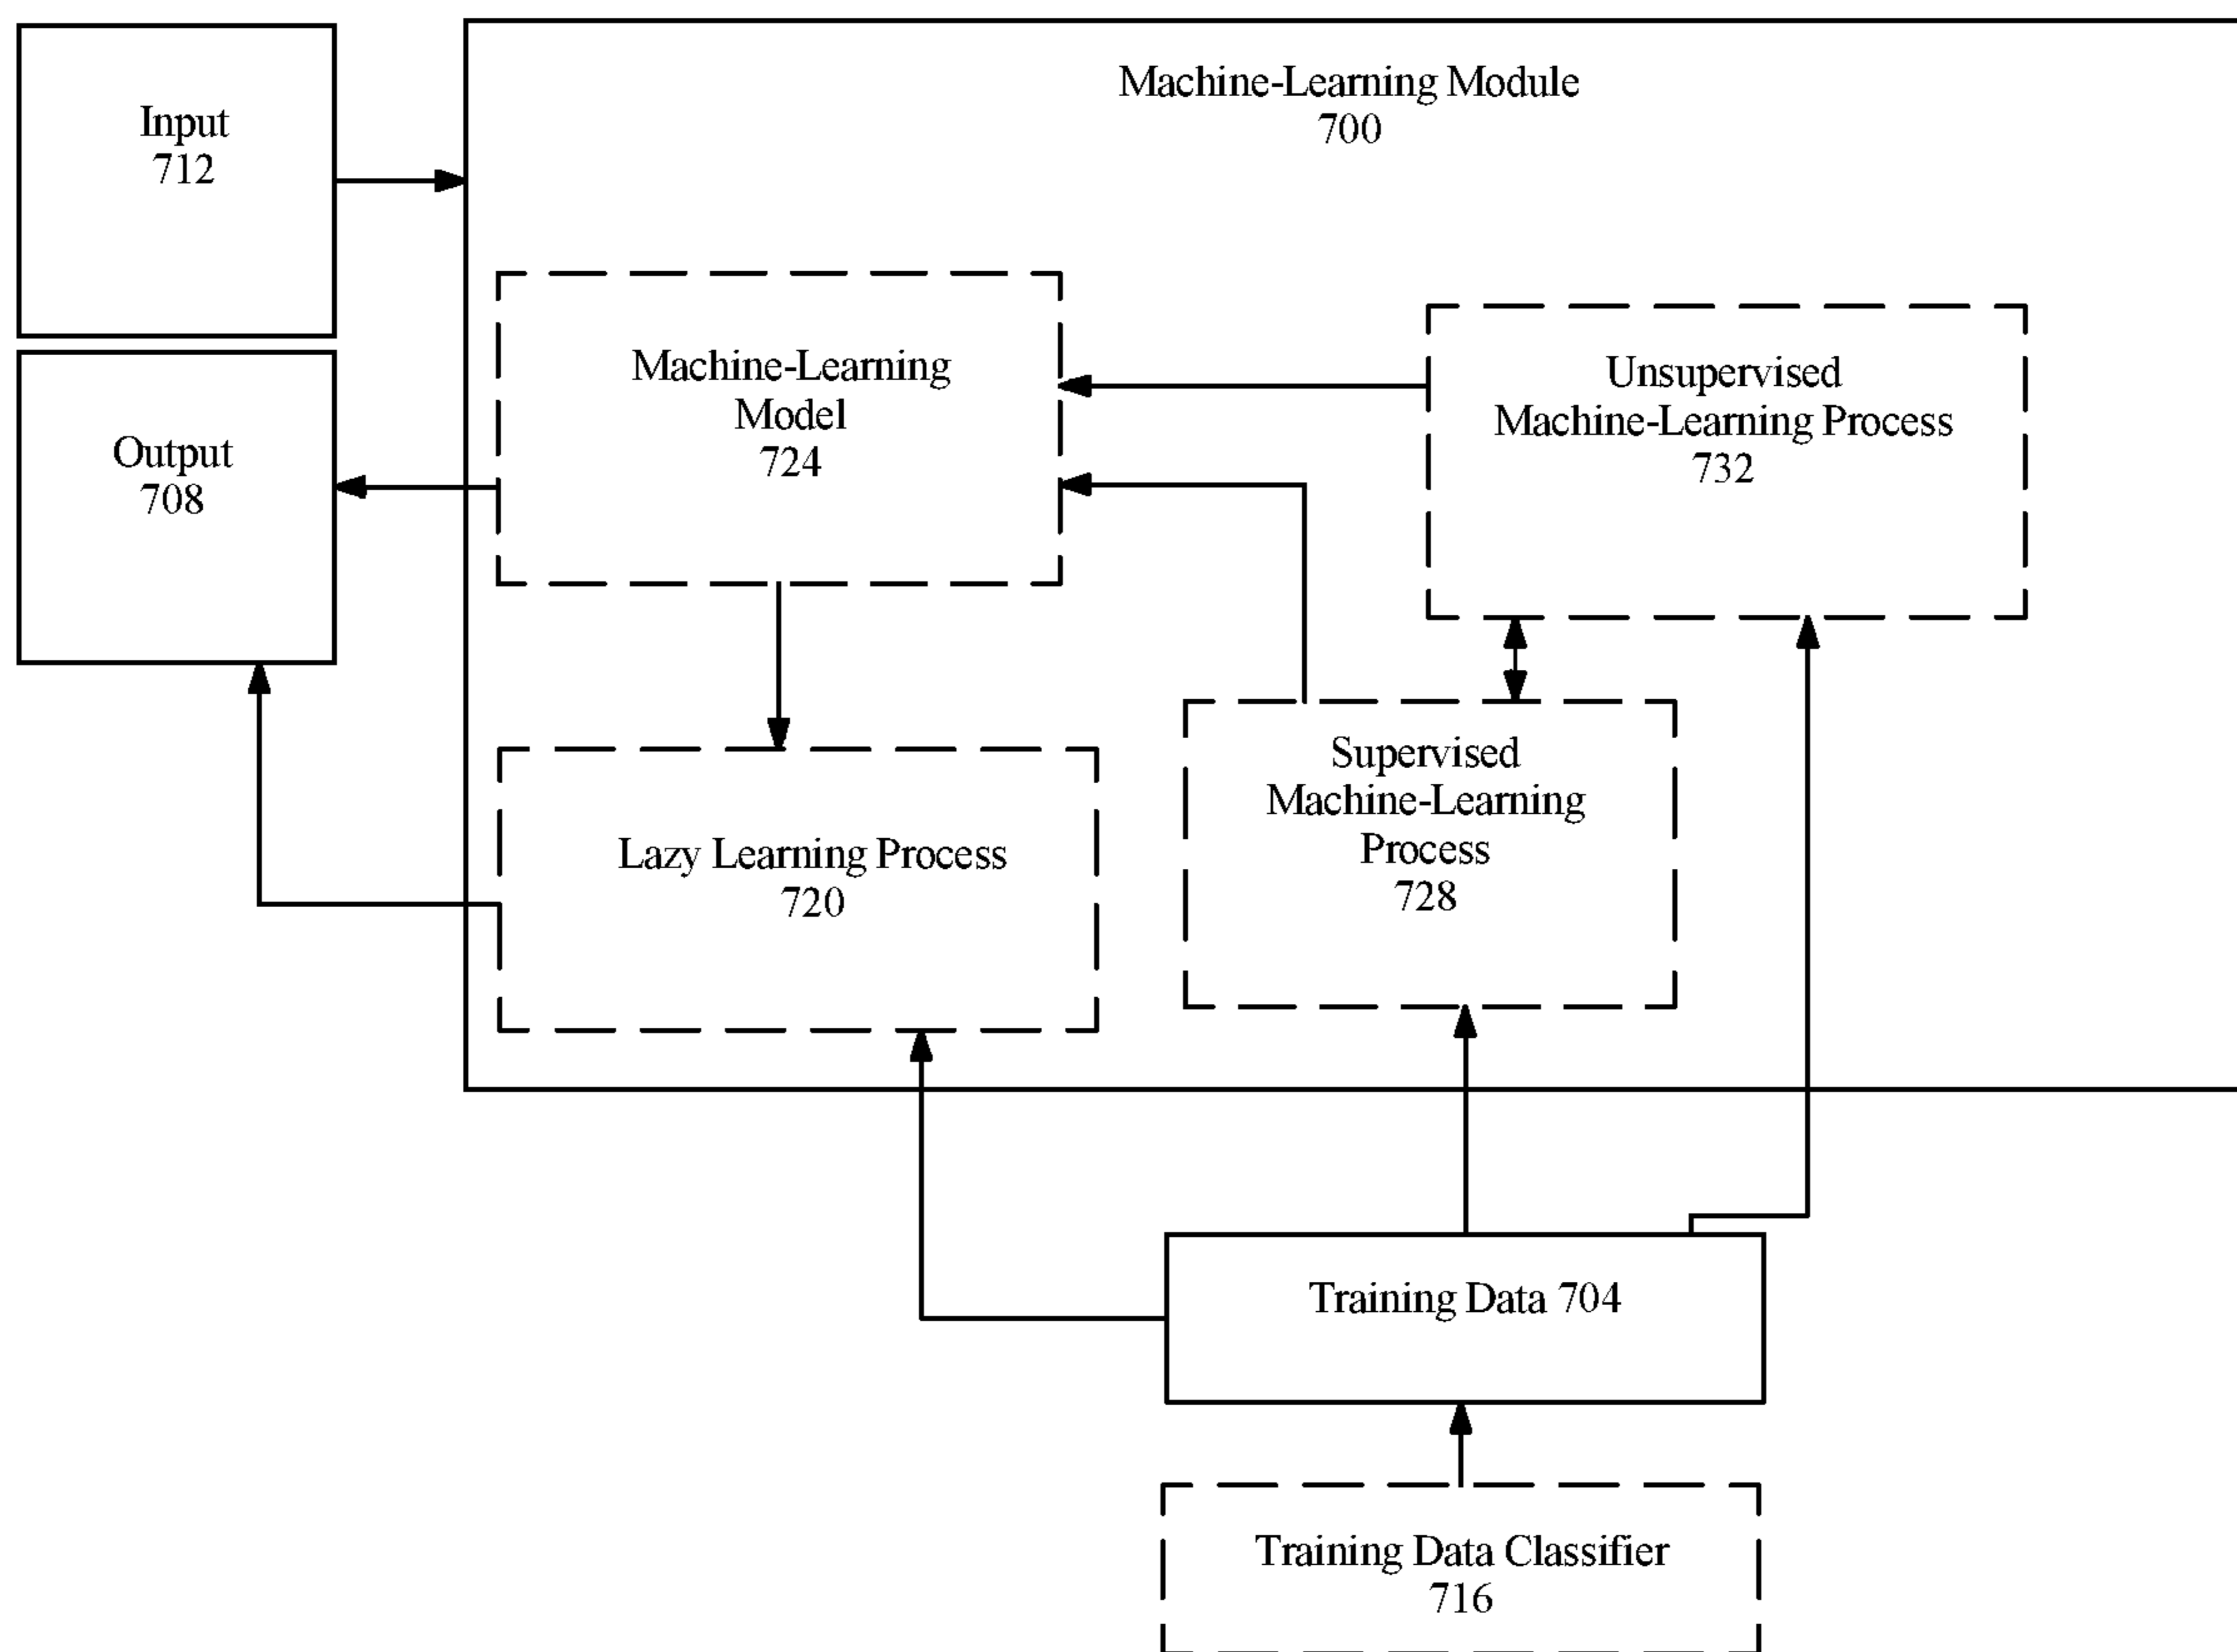 Input
712
Machine-Learning Module
700
Machine-Learning
Model
724
Unsupervised
Machine-Learning Process
732
Output
708
Lazy Learning Process
720
Supervised
Machine-Learning
Process
728
Training Data 704
Training Data Classifier
716